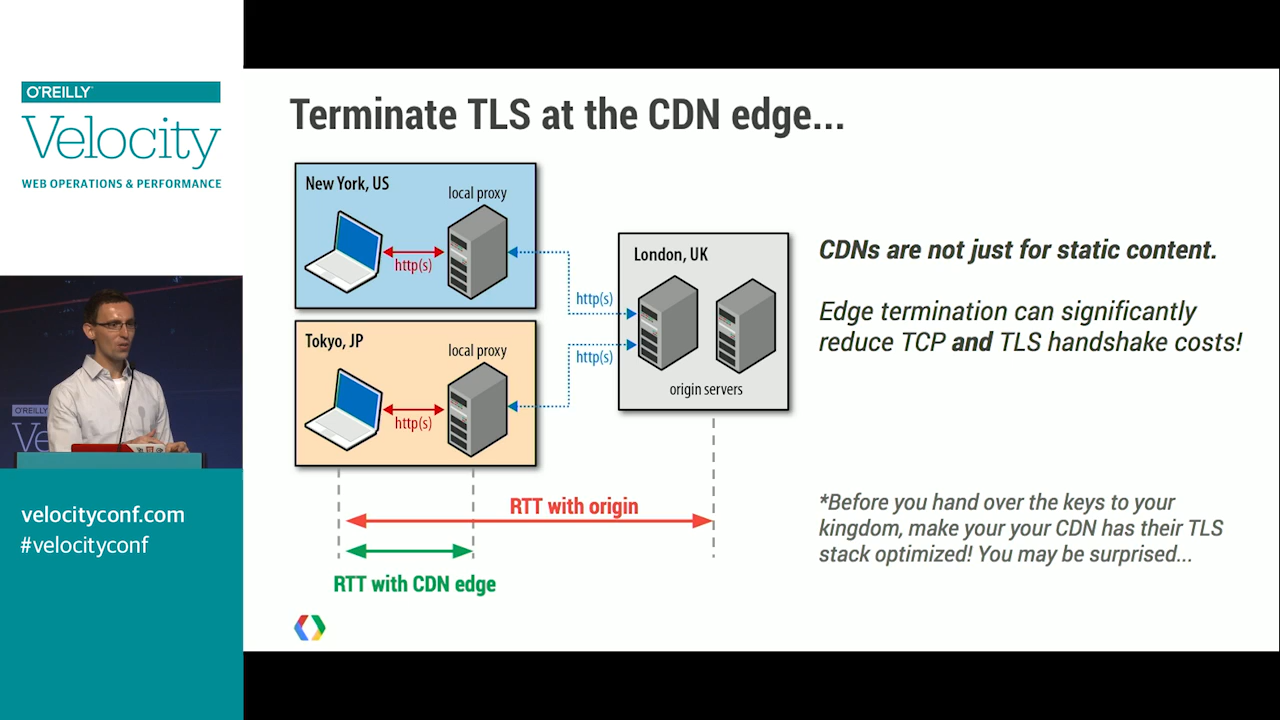 O'REILLY
Velocity
WEB OPERATIONS & PERFORMANCE
O'REILLY
Ve
velocityconf.com
#velocityconf
Terminate TLS at the CDN edge...
New York, US
local proxy
http(s)
Tokyo, JP
local proxy
http(s)
http(s)
http(s)
London, UK
origin servers
RTT with origin
RTT with CDN edge
CDNs are not just for static content.
Edge termination can significantly
reduce TCP and TLS handshake costs!
*Before you hand over the keys to your
kingdom, make your your CDN has their TLS
stack optimized! You may be surprised...